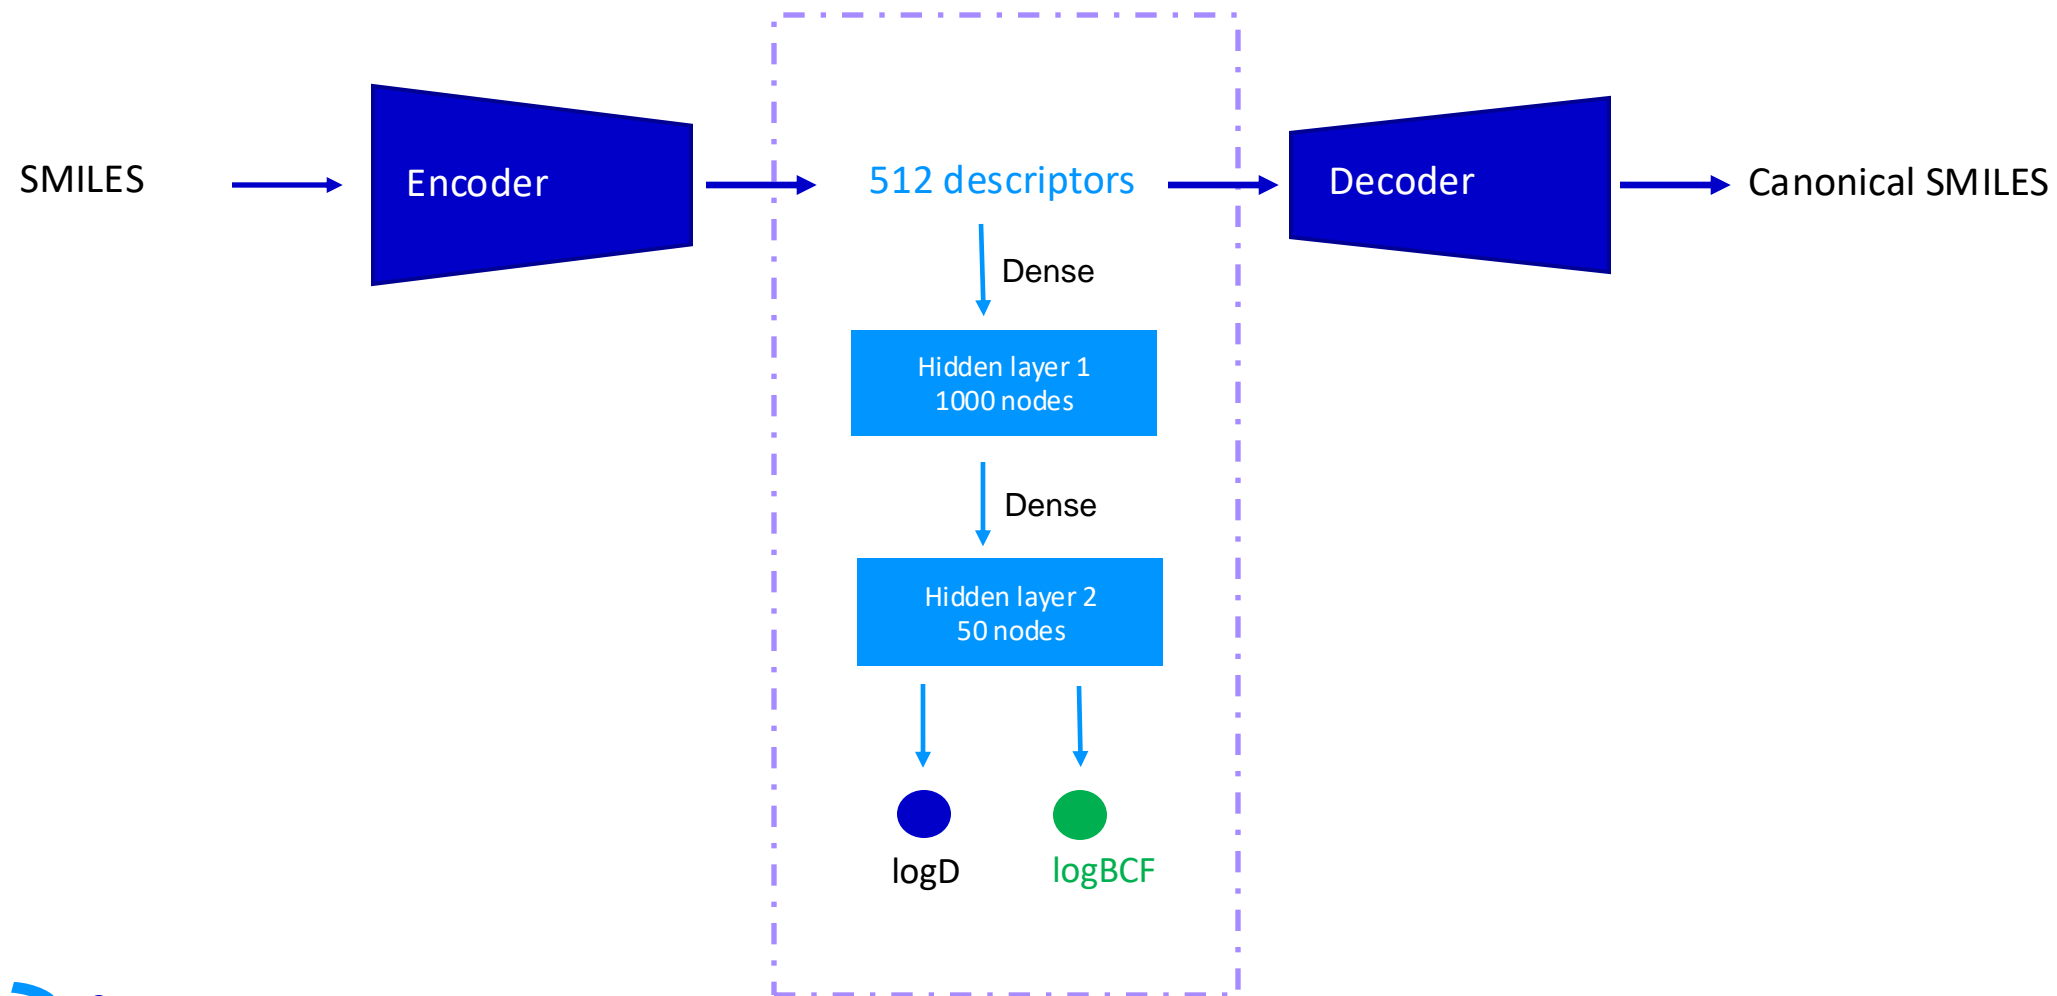 SMILES
Encoder
512 descriptors
Decoder
Canonical SMILES
Dense
Hidden layer 1
1000 nodes
Dense
Hidden layer 2
50 nodes
logD
logBCF